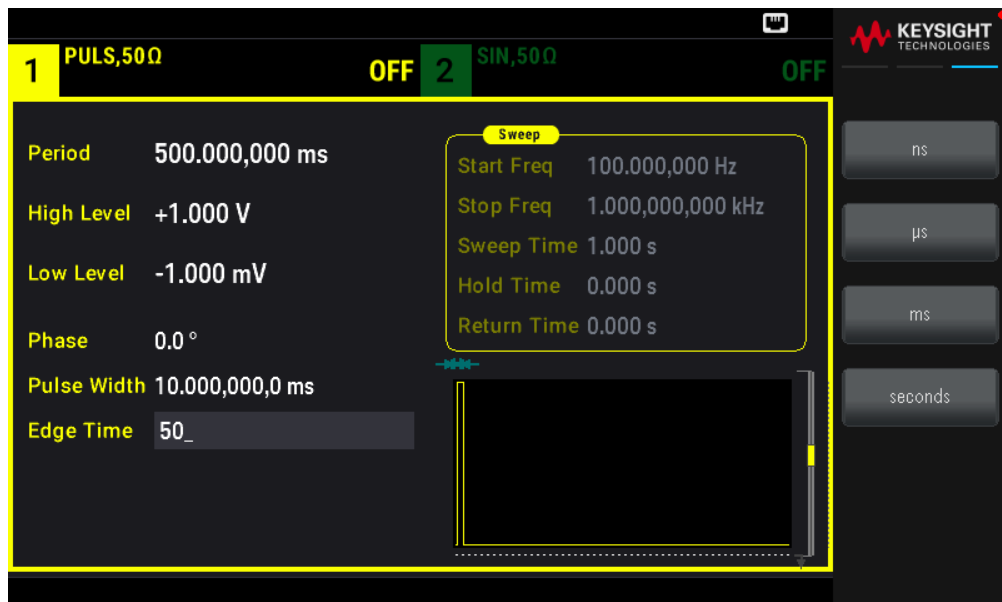 KEYSIGHT
TECHNOLOGIES
1 PULS,50Ω OFF
2 SIN,50Ω OFF
Period 500.000,000 ms
High Level +1.000 V
Low Level -1.000 mV
Phase 0.0 °
Pulse Width 10.000,000,0 ms
Edge Time 50_
Sweep
Start Freq 100.000,000 Hz
Stop Freq 1.000,000,000 kHz
Sweep Time 1.000 s
Hold Time 0.000 s
Return Time 0.000 s
ns
µs
ms
seconds